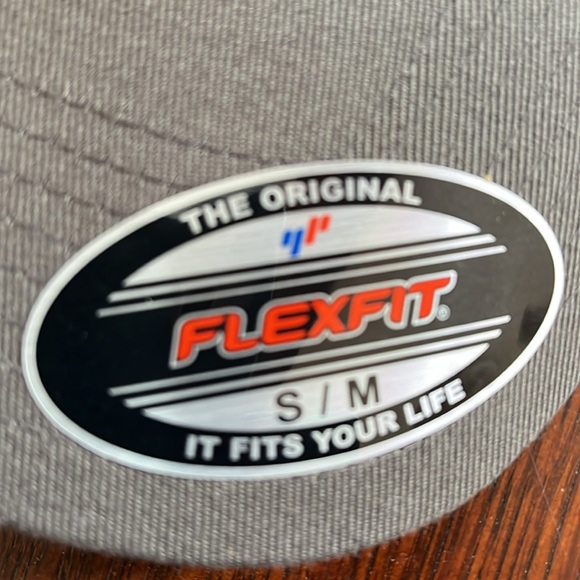 THE ORIGINAL
FLEXFIT®
S / M
IT FITS YOUR LIFE